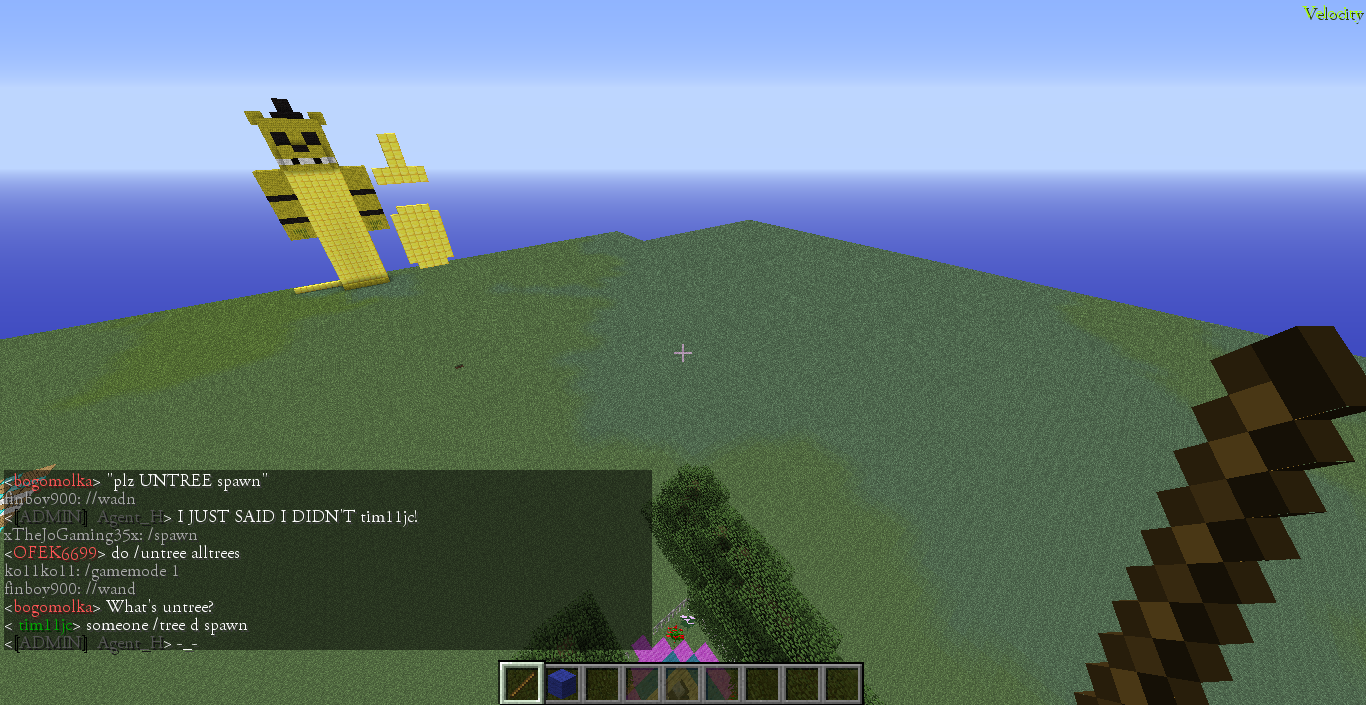 Velocity
<bogomolka> "plz UNTREE spawn"
finboy900: //wadn
<[ADMIN] Agent_H> I JUST SAID I DIDN'T tim11jc!
xTheJoGaming35x: /spawn
<OFEK6699> do /untree alltrees
ko11ko11: /gamemode 1
finboy900: //wand
<bogomolka> What's untree?
< tim11jc> someone /tree d spawn
<[ADMIN] Agent_H> -_-